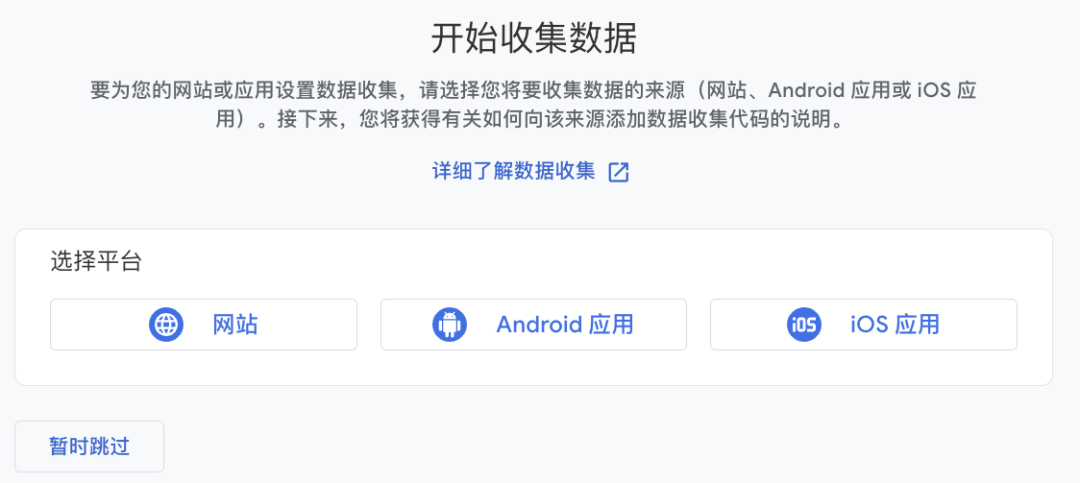 开始收集数据
要为您的网站或应用设置数据收集，请选择您将要收集数据的来源（网站、Android 应用或 iOS 应
用）。接下来，您将获得有关如何向该来源添加数据收集代码的说明。
详细了解数据收集
选择平台
网站
Android 应用
iOS iOS 应用
暂时跳过